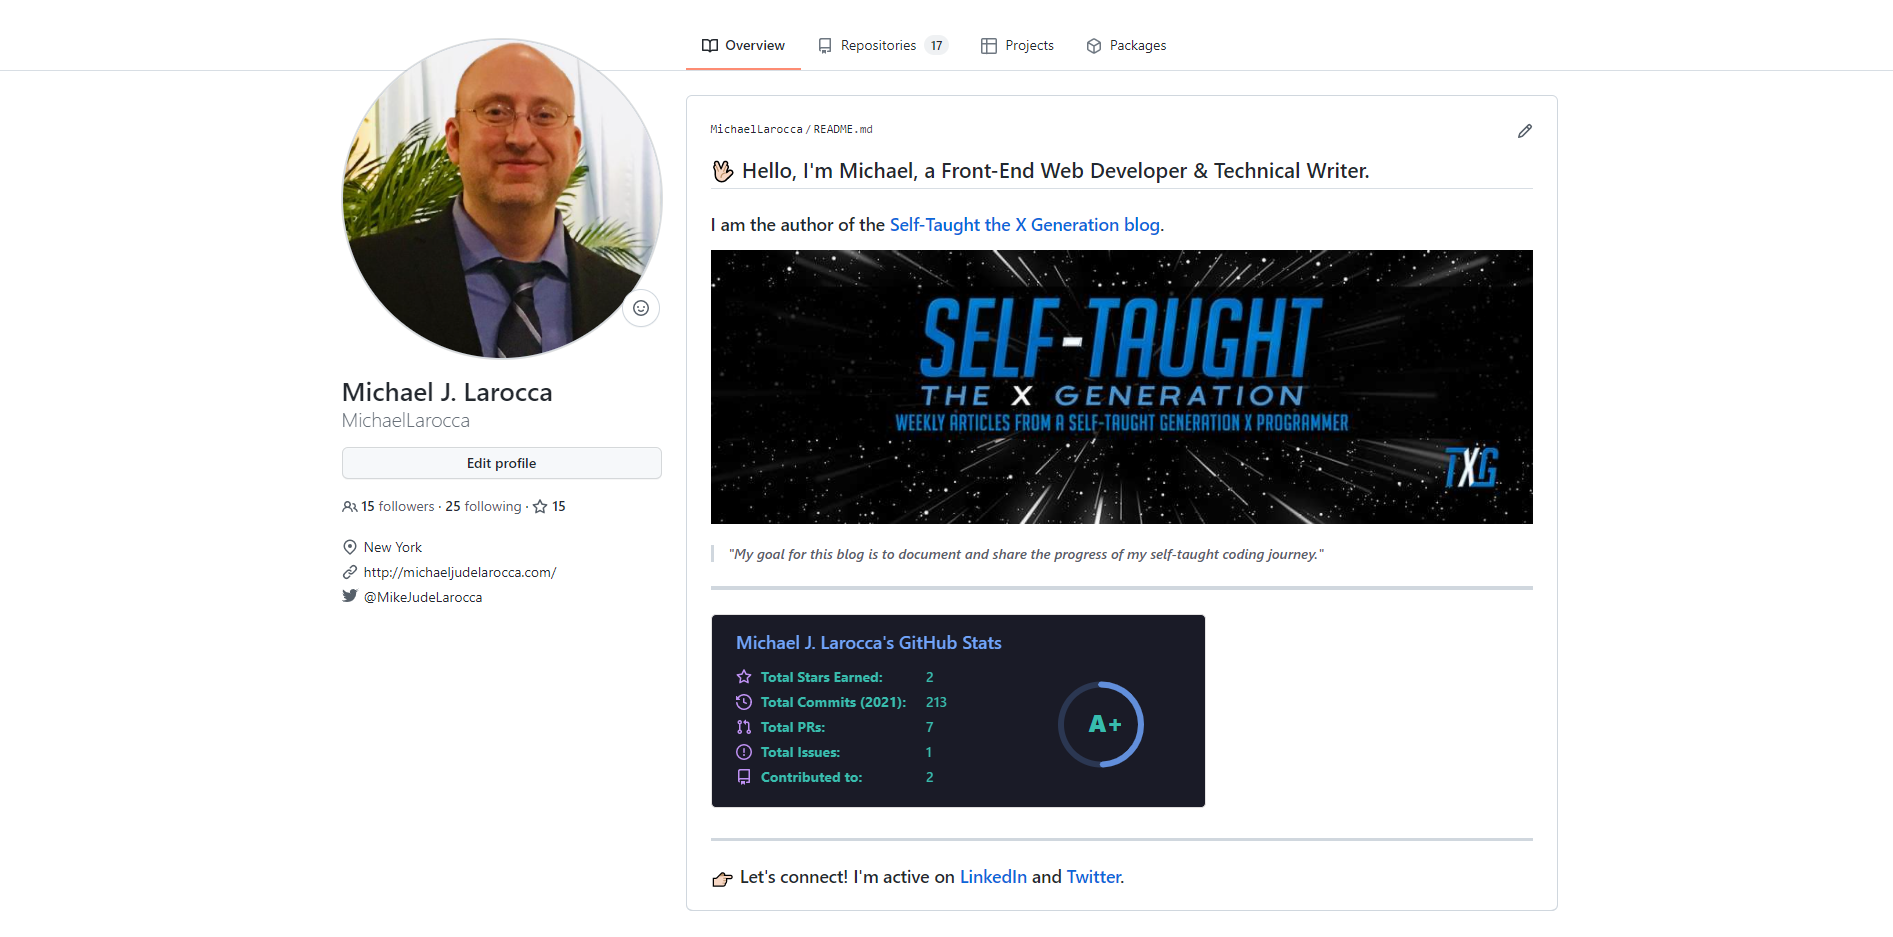 Overview
Repositories 17
Projects
Packages
Michael J. Larocca
MichaelLarocca
Edit profile
15 followers · 25 following · 15
New York
http://michaeljudelarocca.com/
@MikeJudeLarocca
MichaelLarocca/README.md
🖖 Hello, I'm Michael, a Front-End Web Developer & Technical Writer.
I am the author of the Self-Taught the X Generation blog.
SELF-TAUGHT
THE X GENERATION
WEEKLY ARTICLES FROM A SELF-TAUGHT GENERATION X PROGRAMMER
TXG
"My goal for this blog is to document and share the progress of my self-taught coding journey."
Michael J. Larocca's GitHub Stats
Total Stars Earned: 2
Total Commits (2021): 213
Total PRs: 7
Total Issues: 1
Contributed to: 2
A+
👉 Let's connect! I'm active on LinkedIn and Twitter.